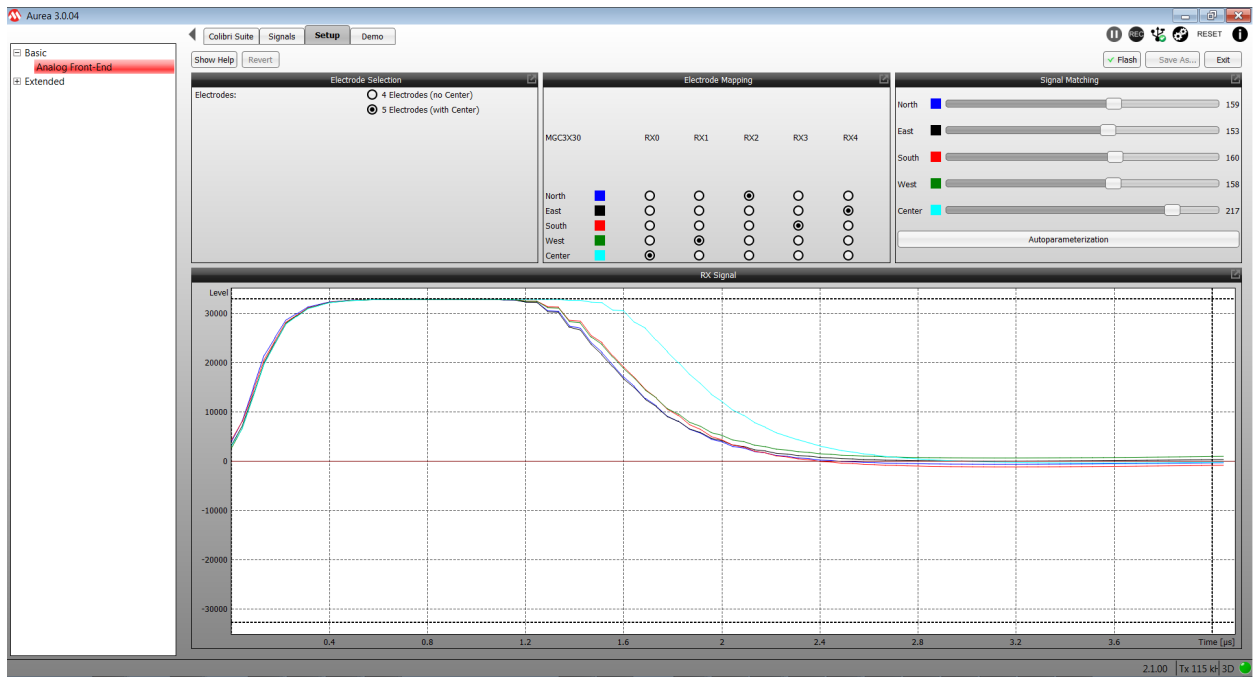 Aurea 3.0.04
Colibri Suite Signals Setup Demo
REC RESET
Basic
Analog Front-End
Extended
Show Help Revert
Flash Save As... Exit
Electrode Selection
Electrodes:
4 Electrodes (no Center)
5 Electrodes (with Center)
Electrode Mapping
MGC3X30 RX0 RX1 RX2 RX3 RX4
North
East
South
West
Center
Signal Matching
North 159
East 153
South 160
West 158
Center 217
Autoparameterization
RX Signal
Level
30000
20000
10000
0
-10000
-20000
-30000
0.4 0.8 1.2 1.6 2 2.4 2.8 3.2 3.6 Time [µs]
2.1.00 Tx 115 kH 3D